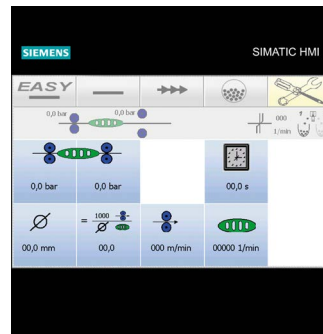 SIEMENS
SIMATIC HMI
EASY
0,0 bar
0,0 bar
000
1/min
0,0 bar
0,0 bar
00,0 s
= 1000
00,0 mm
00,0
000 m/min
00000 1/min